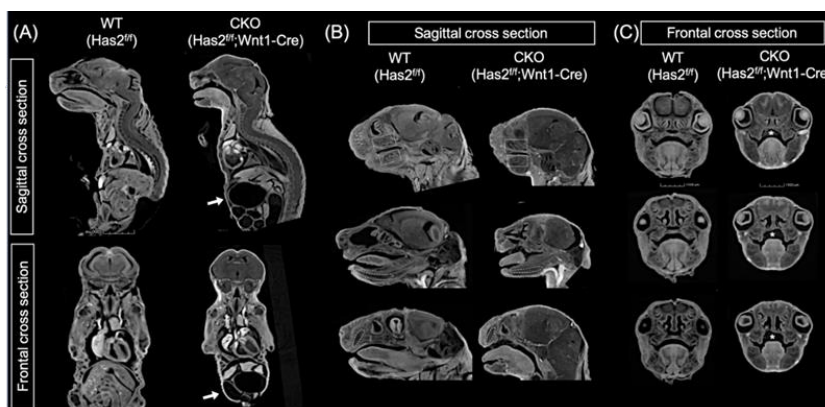 (A)
WT
(Has2f/f)
CKO
(Has2f/f;Wnt1-Cre)
Sagittal cross section
Frontal cross section
(B)
Sagittal cross section
WT
(Has2f/f)
CKO
(Has2f/f;Wnt1-Cre)
(C)
Frontal cross section
WT
(Has2f/f)
CKO
(Has2f/f;Wnt1-Cre)